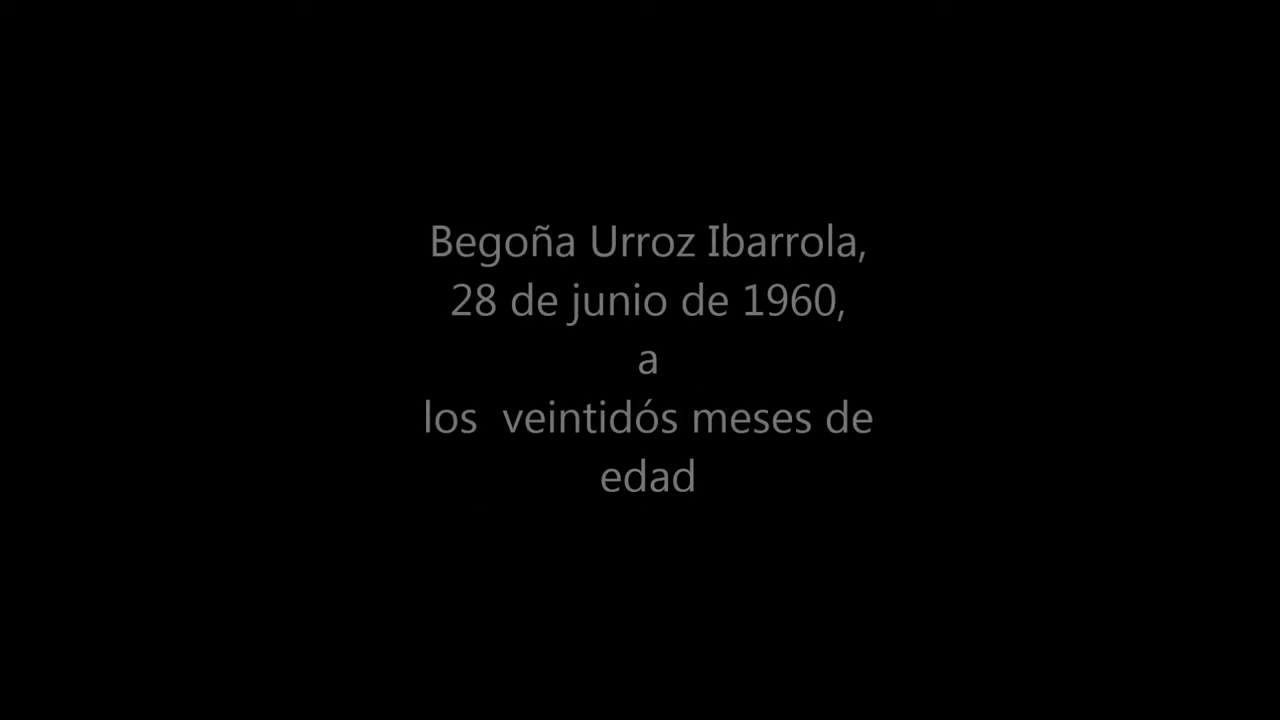 Begoña Urroz Ibarrola,
28 de junio de 1960,
a
los  veintidós meses de
edad